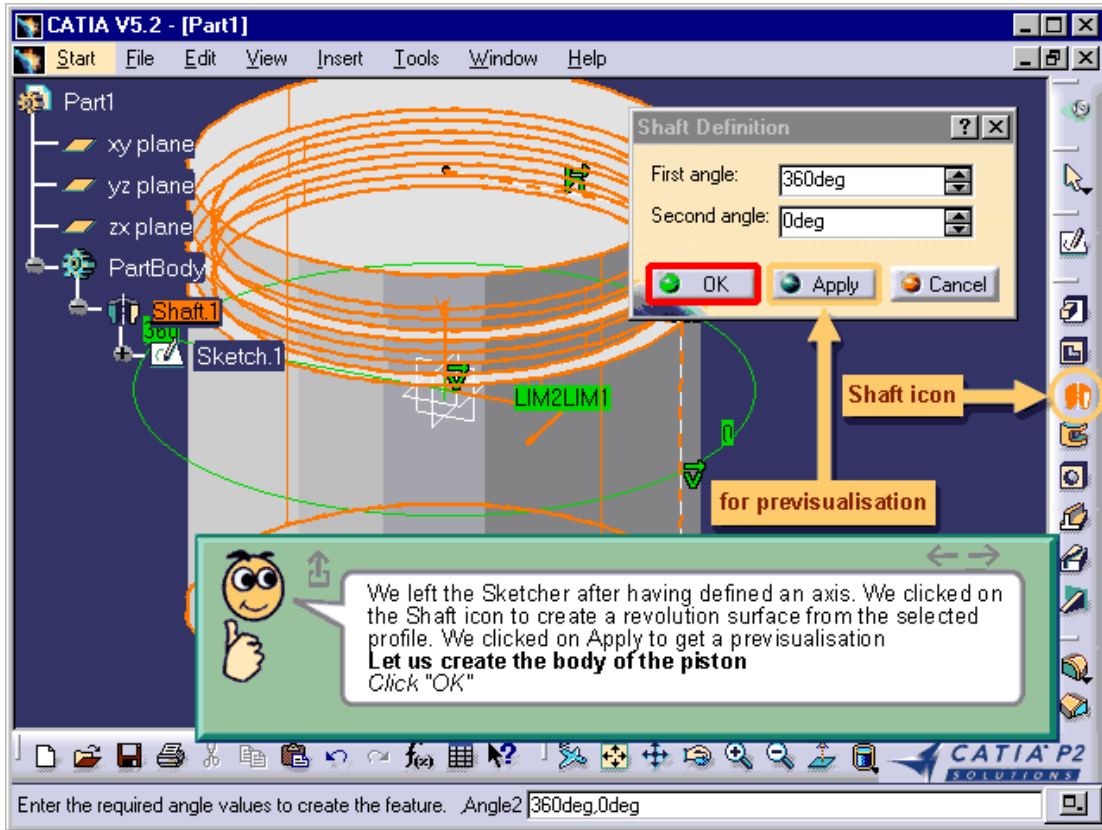 CATIA V5.2 - [Part1]
Start File Edit View Insert Tools Window Help
Part1
xy plane
yz plane
zx plane
PartBody
Shaft.1
360
Sketch.1
Shaft Definition
First angle: 360deg
Second angle: 0deg
OK Apply Cancel
LIM2LIM1
0
Shaft icon
for previsualisation
We left the Sketcher after having defined an axis. We clicked on
the Shaft icon to create a revolution surface from the selected
profile. We clicked on Apply to get a previsualisation
Let us create the body of the piston
Click "OK"
f(x)
CATIA P2
SOLUTIONS
Enter the required angle values to create the feature. ,Angle2 360deg,0deg